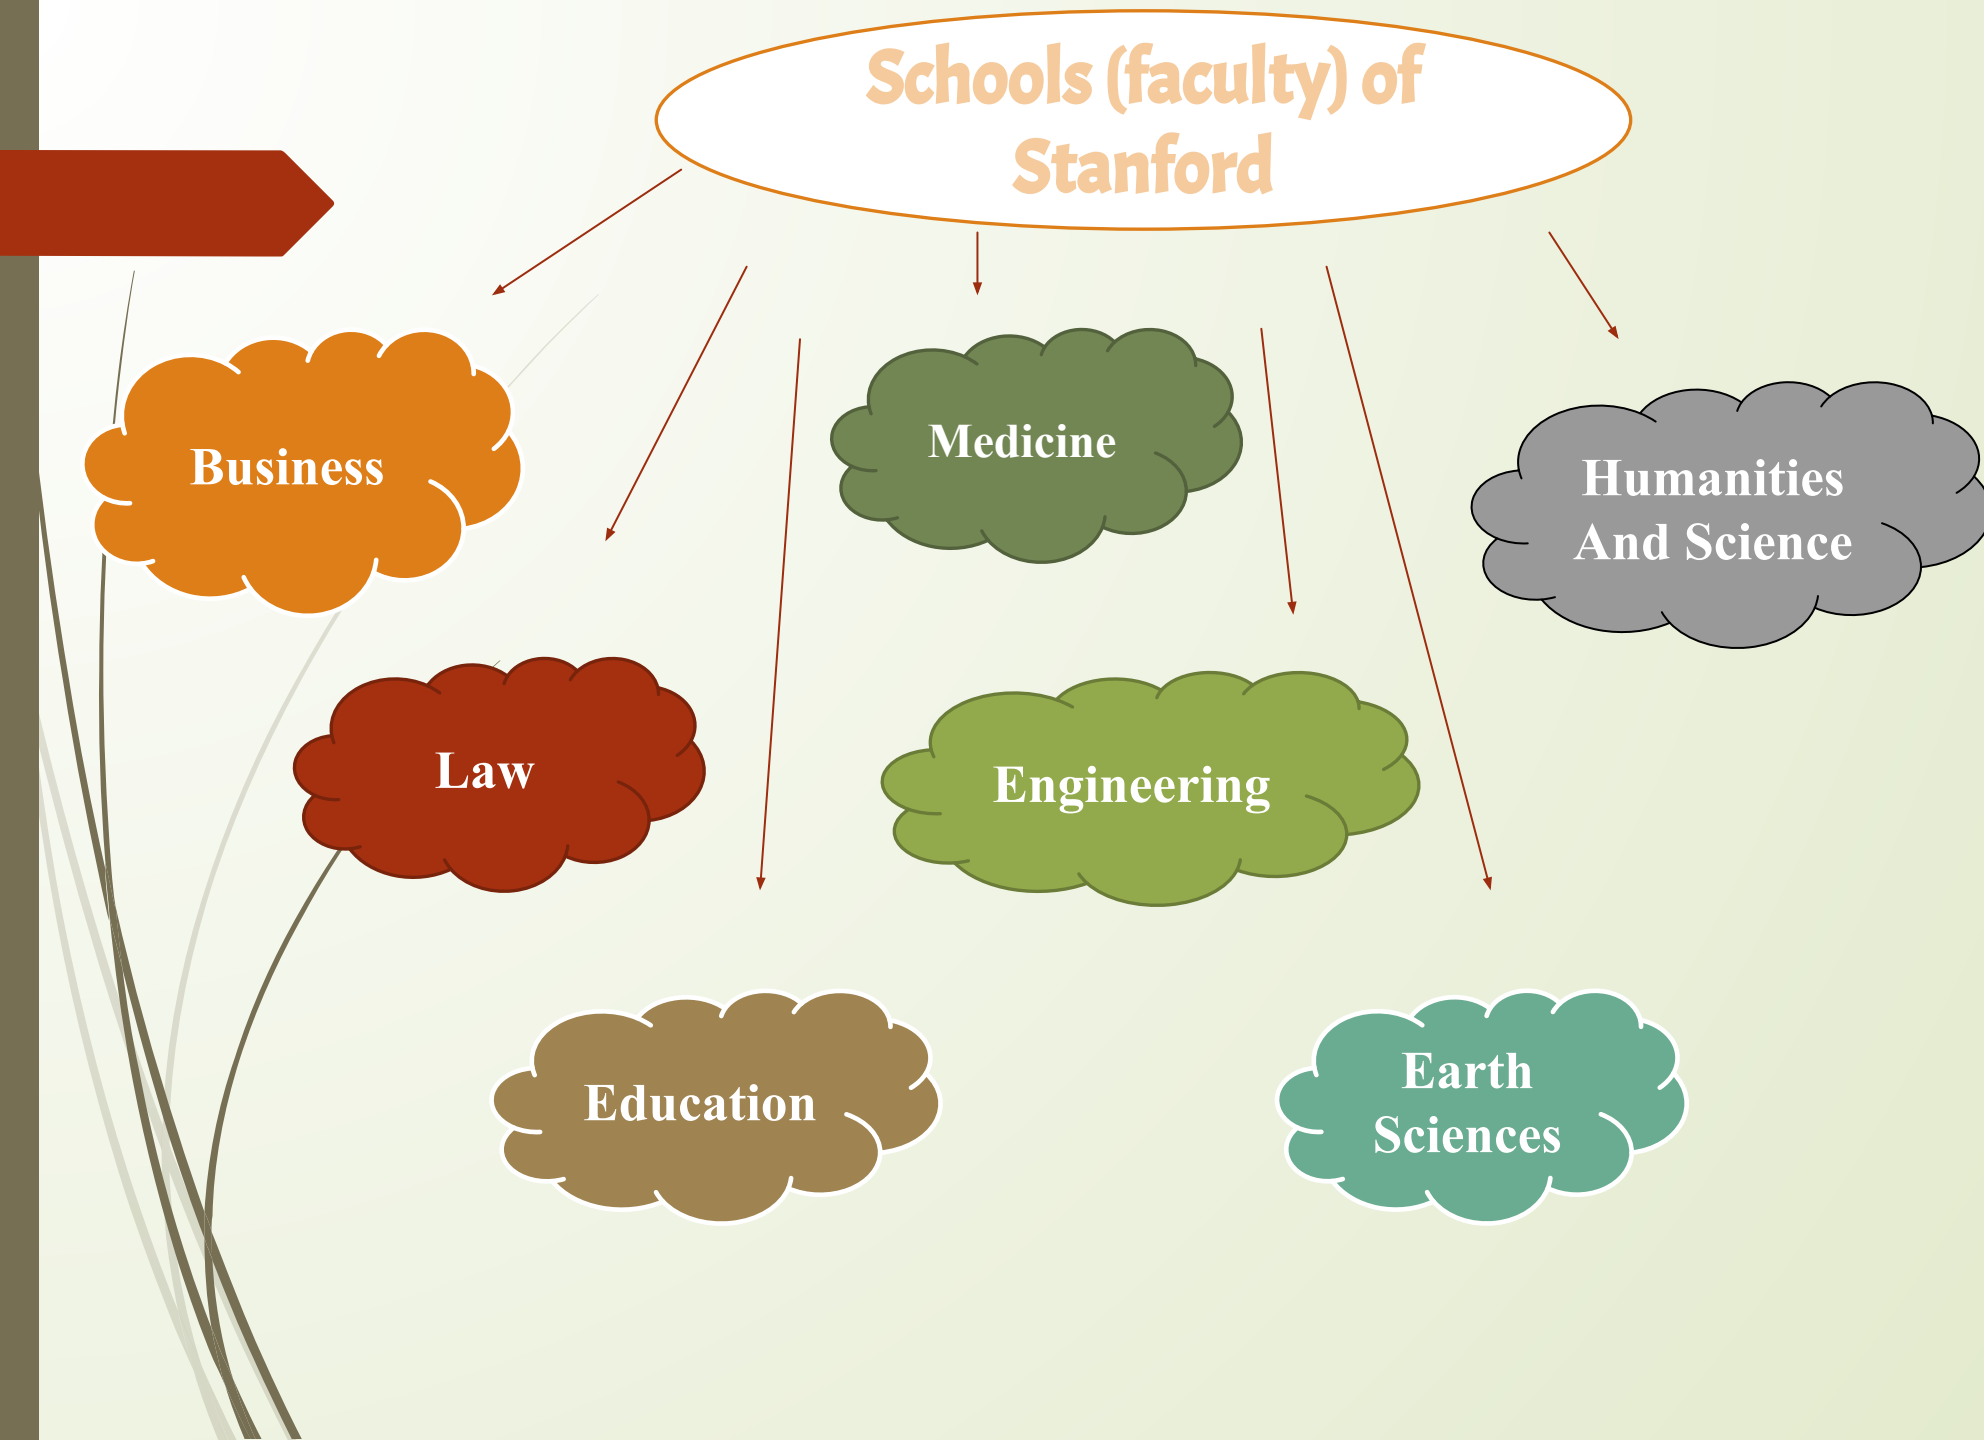 Schools (faculty) of
Stanford
Business
Medicine
Humanities
And Science
Law
Engineering
Education
Earth
Sciences